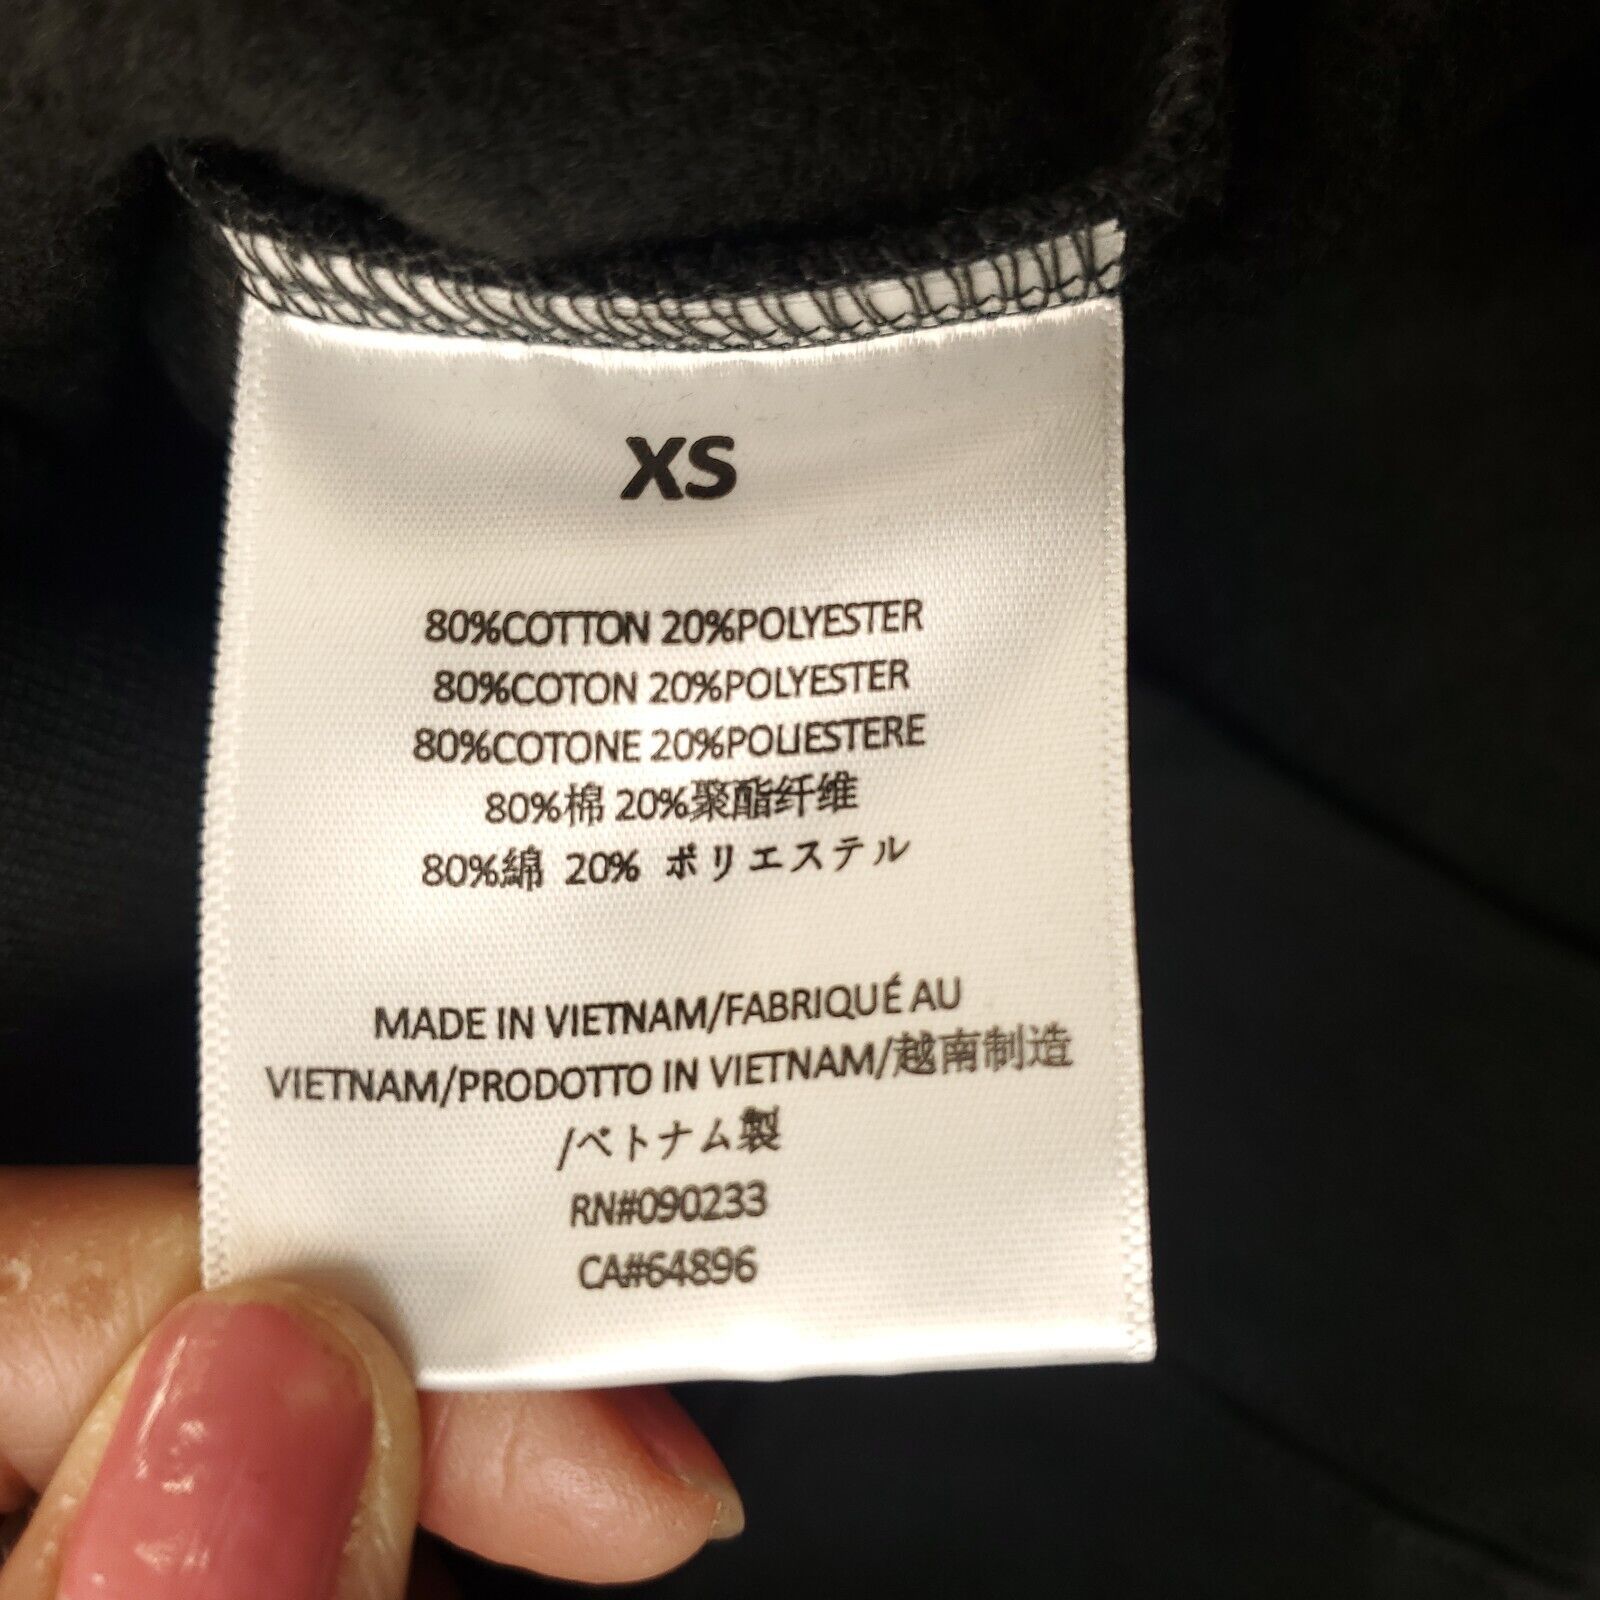 XS
80%COTTON 20%POLYESTER
80%COTON 20%POLYESTER
80%COTONE 20%POLIESTERE
80%棉 20%聚酯纤维
80%綿 20% ポリエステル
MADE IN VIETNAM/FABRIQUÉ AU
VIETNAM/PRODOTTO IN VIETNAM/越南制造
/ベトナム製
RN#090233
CA#64896